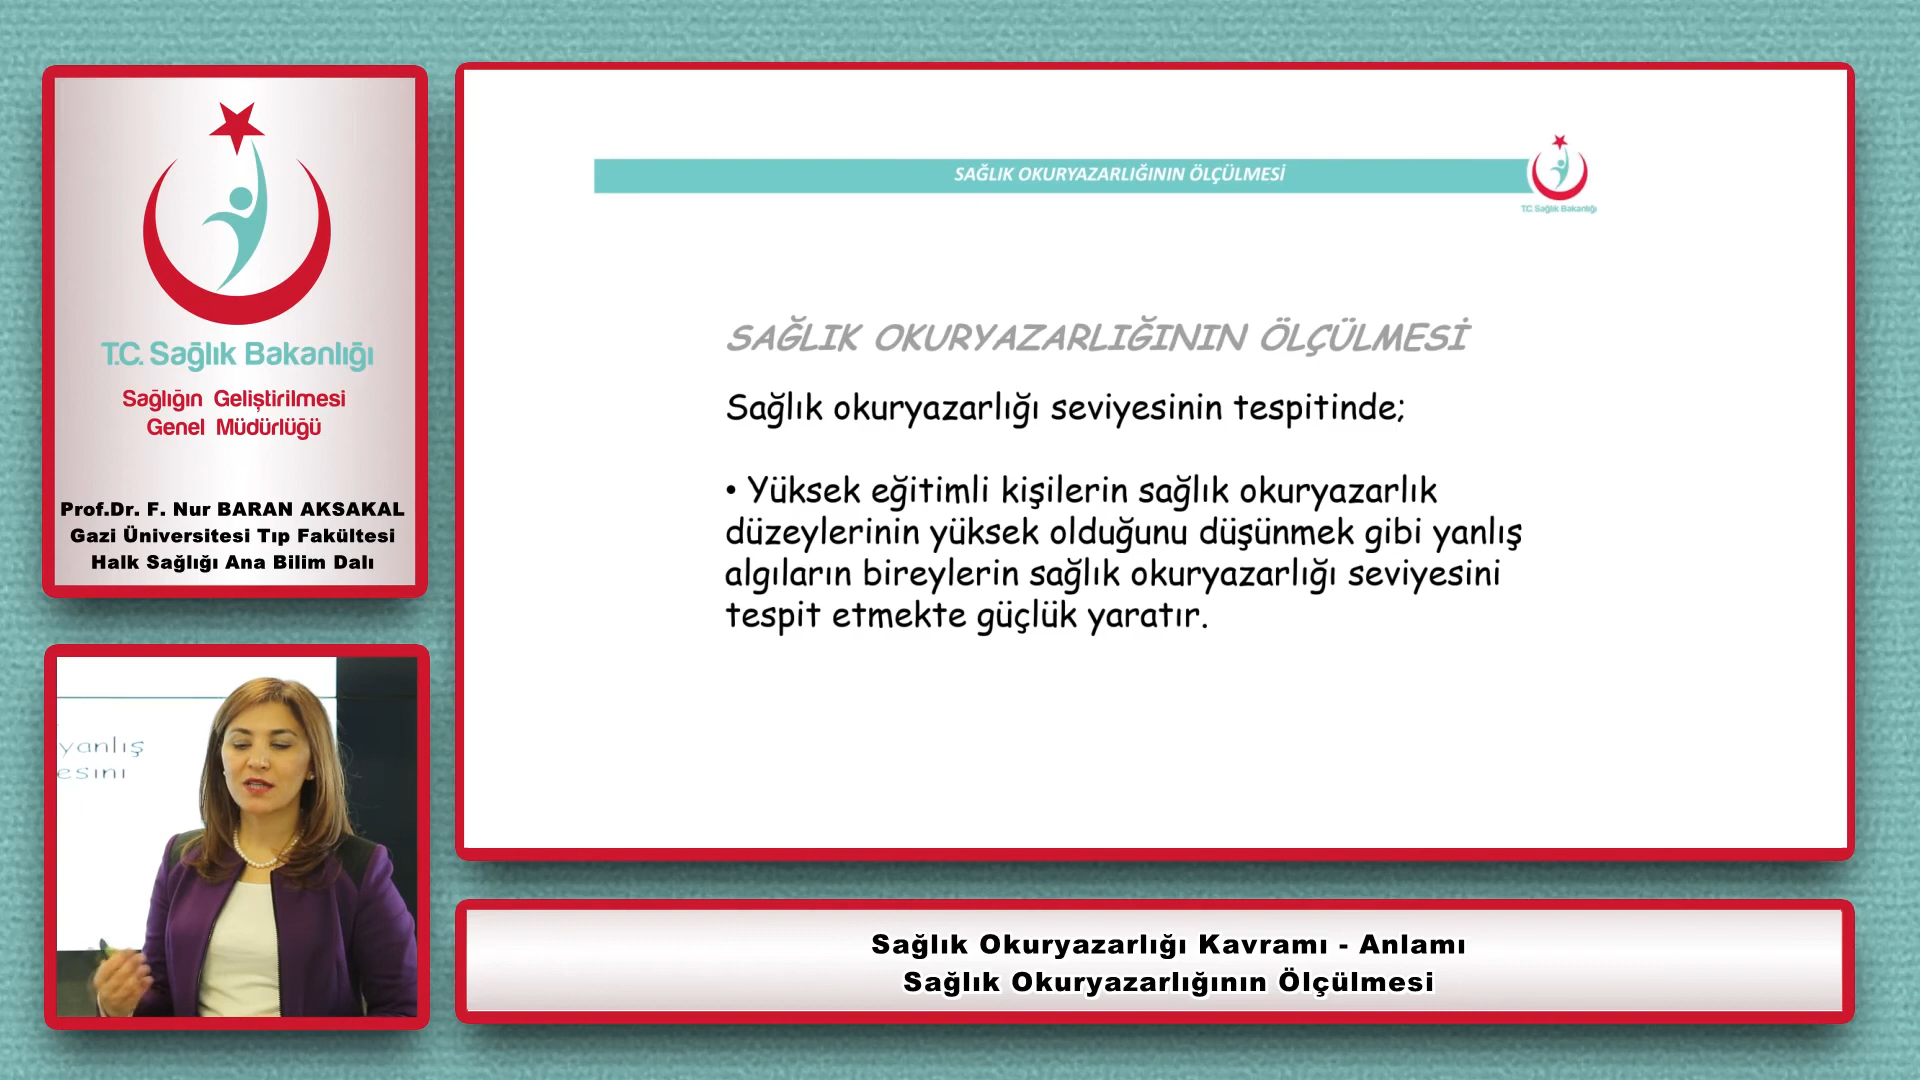 T.C. Sağlık Bakanlığı
Sağlığın Geliştirilmesi
Genel Müdürlüğü
Prof.Dr. F. Nur BARAN AKSAKAL
Gazi Üniversitesi Tıp Fakültesi
Halk Sağlığı Ana Bilim Dalı
yanlış
esini
SAĞLIK OKURYAZARLIĞININ ÖLÇÜLMESİ
T.C. Sağlık Bakanlığı
SAĞLIK OKURYAZARLIĞININ ÖLÇÜLMESİ
Sağlık okuryazarlığı seviyesinin tespitinde;
• Yüksek eğitimli kişilerin sağlık okuryazarlık
düzeylerinin yüksek olduğunu düşünmek gibi yanlış
algıların bireylerin sağlık okuryazarlığı seviyesini
tespit etmekte güçlük yaratır.
Sağlık Okuryazarlığı Kavramı - Anlamı
Sağlık Okuryazarlığının Ölçülmesi